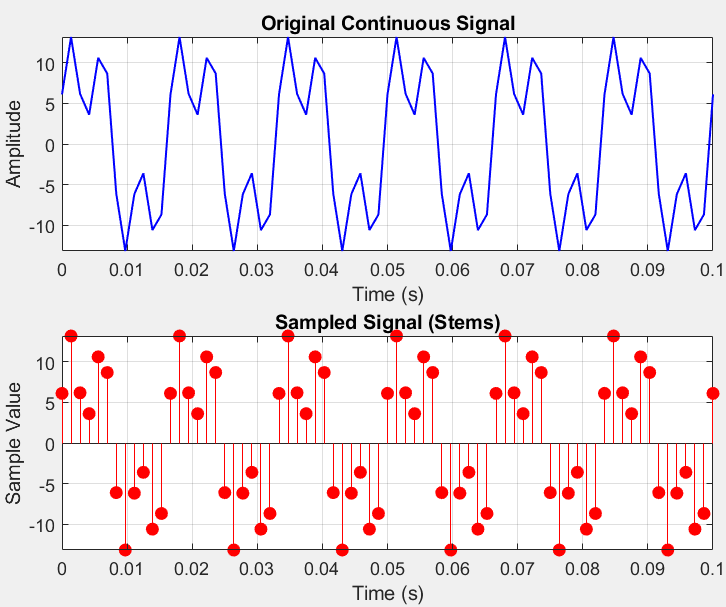 Original Continuous Signal
10
5
0
-5
-10
Amplitude
0 0.01 0.02 0.03 0.04 0.05 0.06 0.07 0.08 0.09 0.1
Time (s)
Sampled Signal (Stems)
10
5
0
-5
-10
Sample Value
0 0.01 0.02 0.03 0.04 0.05 0.06 0.07 0.08 0.09 0.1
Time (s)